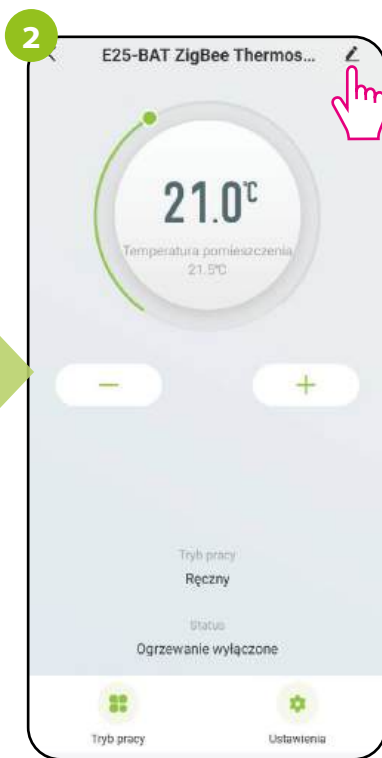 2
E25-BAT ZigBee Thermos...
21.0°C
Temperatura pomieszczenia
21.5°C
−
+
Tryb pracy
Ręczny
Status
Ogrzewanie wyłączone
Tryb pracy
Ustawienia